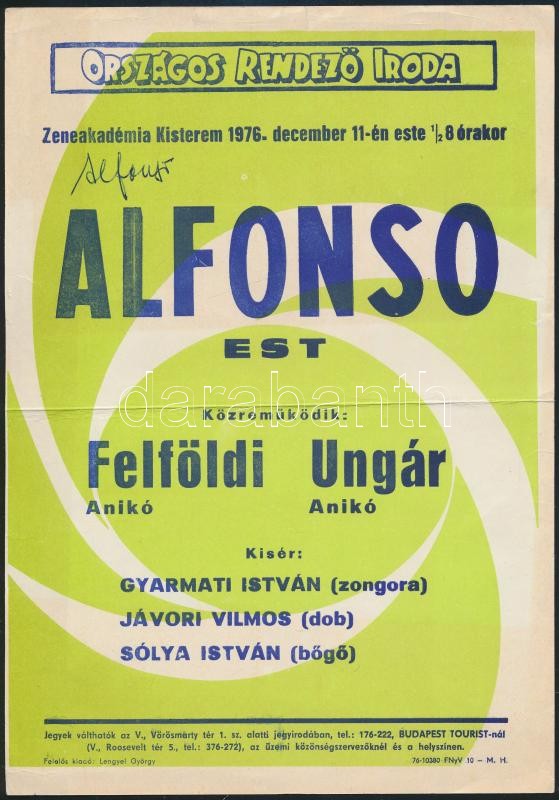 ORSZÁGOS RENDEZŐ IRODA
Zeneakadémia Kisterem 1976. december 11-én este ½ 8 órakor
Alfonso
ALFONSO
EST
darabanth
Közreműködik:
Felföldi Ungár
Anikó Anikó
Kisér:
GYARMATI ISTVÁN (zongora)
JÁVORI VILMOS (dob)
SÓLYA ISTVÁN (bőgő)
Jegyek válthatók az V., Vörösmarty tér 1. sz. alatti jegyirodában, tel.: 176-222, BUDAPEST TOURIST-nál
(V., Roosevelt tér 5., tel.: 376-272), az üzemi közönségszervezőknél és a helyszínen.
Felelős kiadó: Lengyel György 76-10380 FNyV 10 – M. H.